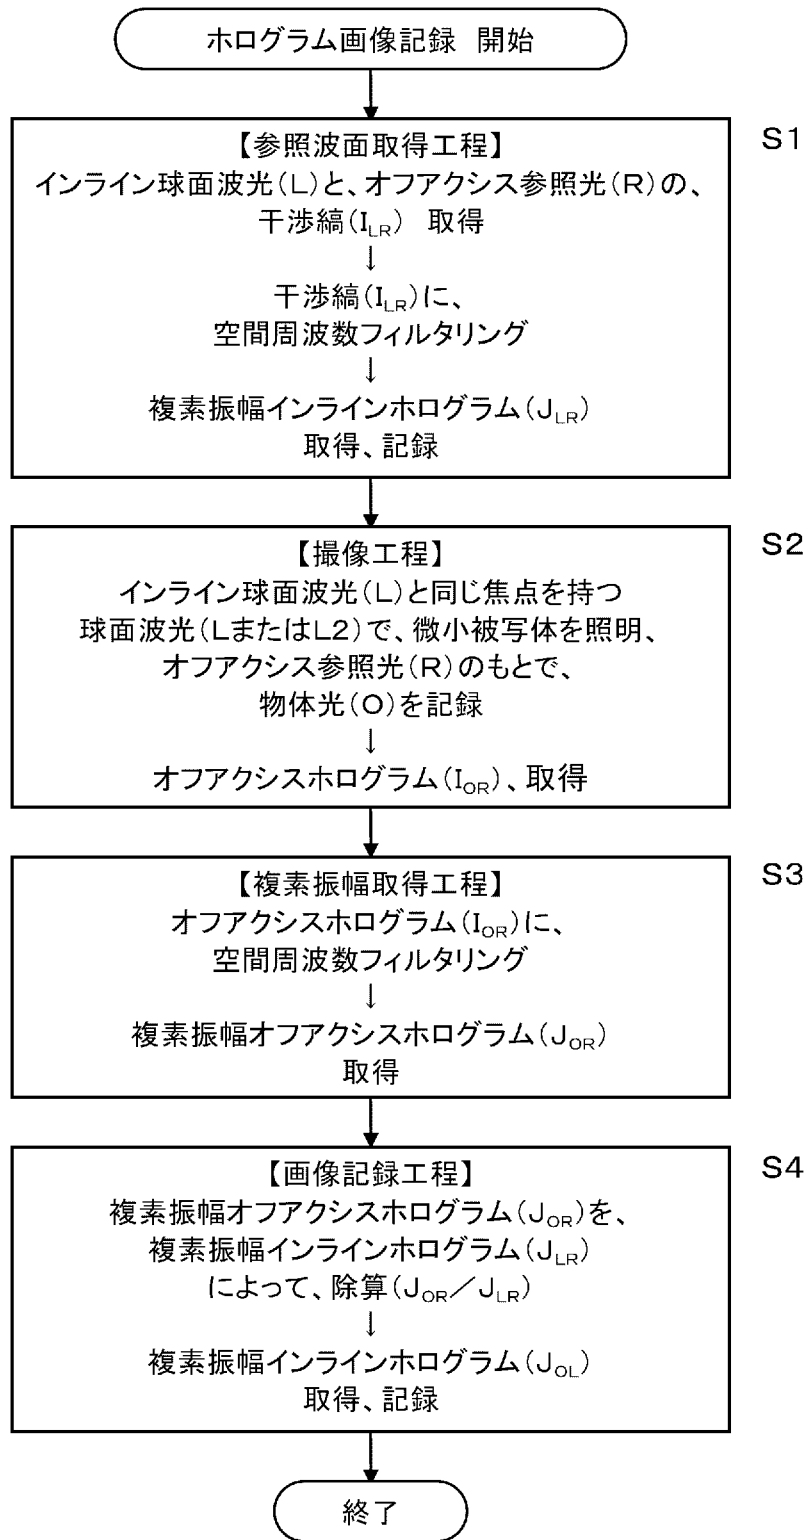 ホログラム画像記録 開始
S1
【参照波面取得工程】
インライン球面波光(L)と、オフアクシス参照光(R)の、
干渉縞(I_LR) 取得
↓
干渉縞(I_LR)に、
空間周波数フィルタリング
↓
複素振幅インラインホログラム(J_LR)
取得、記録
S2
【撮像工程】
インライン球面波光(L)と同じ焦点を持つ
球面波光(LまたはL2)で、微小被写体を照明、
オフアクシス参照光(R)のもとで、
物体光(O)を記録
↓
オフアクシスホログラム(I_OR)、取得
S3
【複素振幅取得工程】
オフアクシスホログラム(I_OR)に、
空間周波数フィルタリング
↓
複素振幅オフアクシスホログラム(J_OR)
取得
S4
【画像記録工程】
複素振幅オフアクシスホログラム(J_OR)を、
複素振幅インラインホログラム(J_LR)
によって、除算(J_OR/J_LR)
↓
複素振幅インラインホログラム(J_OL)
取得、記録
終了